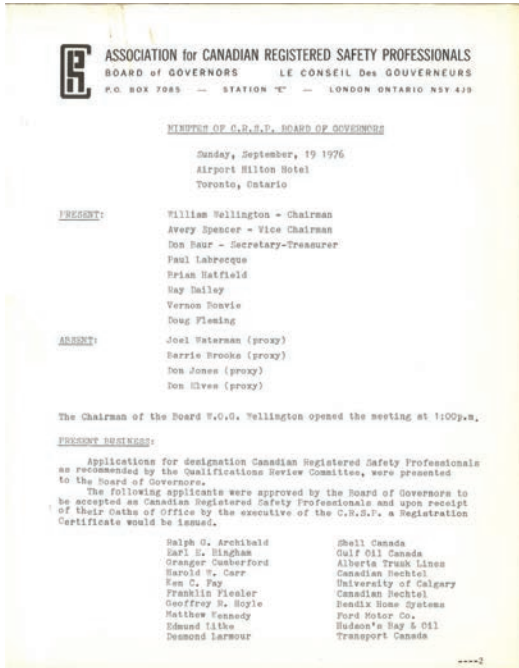 ASSOCIATION for CANADIAN REGISTERED SAFETY PROFESSIONALS
BOARD of GOVERNORS LE CONSEIL Des GOUVERNEURS
P.O. BOX 7085 — STATION "E" — LONDON ONTARIO N5Y 4J9
MINUTES OF C.R.S.P. BOARD OF GOVERNORS
Sunday, September, 19 1976
Airport Hilton Hotel
Toronto, Ontario
PRESENT: William Wellington - Chairman
Avery Spencer - Vice Chairman
Don Baur - Secretary-Treasurer
Paul Labrecque
Brian Hatfield
Ray Dailey
Vernon Bonvie
Doug Fleming
ABSENT: Joel Waterman (proxy)
Barrie Brooks (proxy)
Don Jones (proxy)
Don Elves (proxy)
The Chairman of the Board W.O.G. Wellington opened the meeting at 1:00p.m.
PRESENT BUSINESS:
Applications for designation Canadian Registered Safety Professionals
as recommended by the Qualifications Review Committee, were presented
to the Board of Governors.
The following applicants were approved by the Board of Governors to
be accepted as Canadian Registered Safety Professionals and upon receipt
of their Oaths of Office by the executive of the C.R.S.P. a Registration
Certificate would be issued.
Ralph G. Archibald Shell Canada
Earl E. Bingham Gulf Oil Canada
Granger Cumberford Alberta Trunk Lines
Harold W. Carr Canadian Bechtel
Ken C. Fay University of Calgary
Franklin Fiesler Canadian Bechtel
Geoffrey R. Hoyle Bendix Home Systems
Matthew Kennedy Ford Motor Co.
Edmund Litke Hudson's Bay & Oil
Desmond Larmour Transport Canada
----2